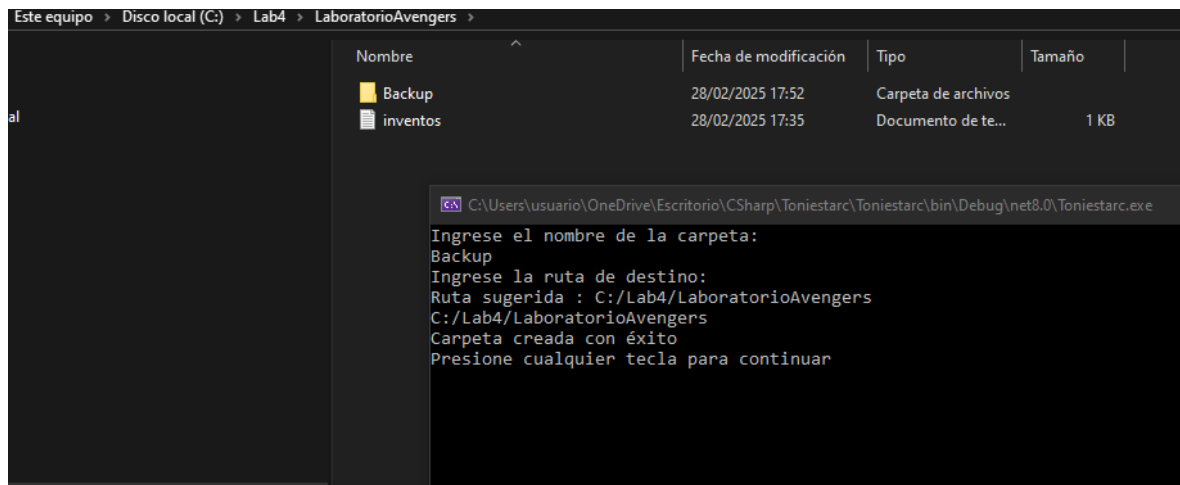 Este equipo > Disco local (C:) > Lab4 > LaboratorioAvengers >
Nombre Fecha de modificación Tipo Tamaño
Backup 28/02/2025 17:52 Carpeta de archivos
al
inventos 28/02/2025 17:35 Documento de te... 1 KB
C:\Users\usuario\OneDrive\Escritorio\CSharp\Toniestarc\Toniestarc\bin\Debug\net8.0\Toniestarc.exe
Ingrese el nombre de la carpeta:
Backup
Ingrese la ruta de destino:
Ruta sugerida : C:/Lab4/LaboratorioAvengers
C:/Lab4/LaboratorioAvengers
Carpeta creada con éxito
Presione cualquier tecla para continuar